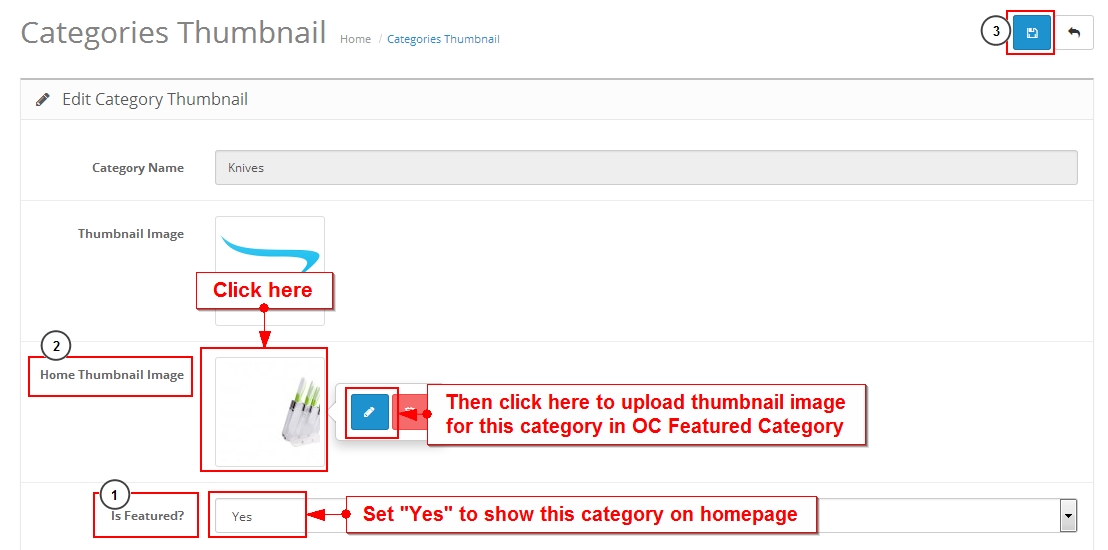 Categories Thumbnail
Home / Categories Thumbnail
3
Edit Category Thumbnail
Category Name
Knives
Thumbnail Image
Click here
2
Home Thumbnail Image
Then click here to upload thumbnail image
for this category in OC Featured Category
1
Is Featured?
Yes
Set "Yes" to show this category on homepage